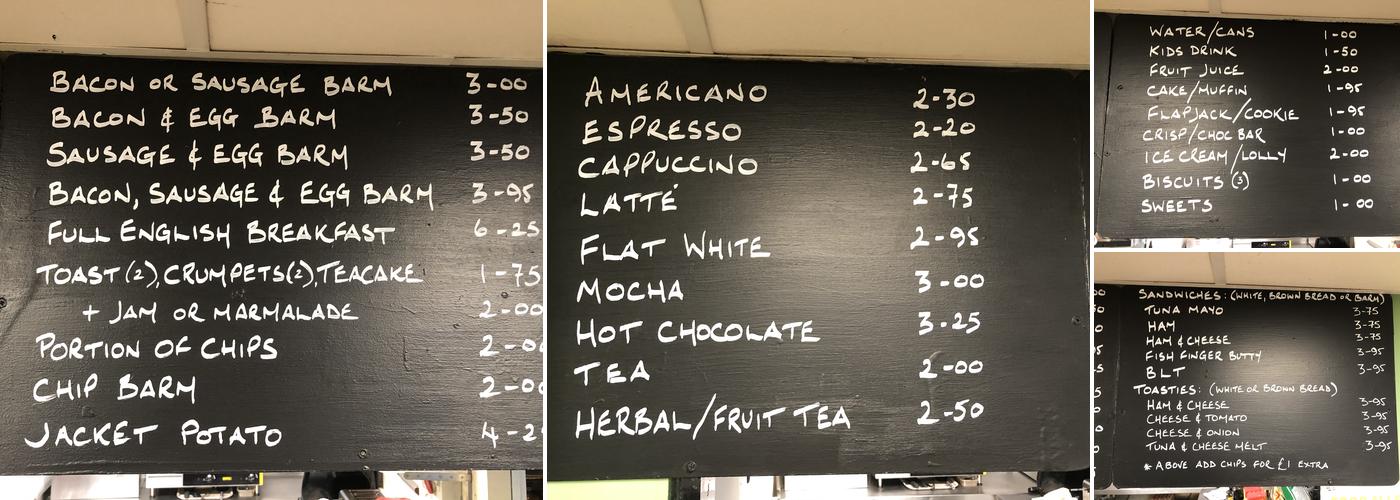 BACON OR SAUSAGE BARM 3-00
BACON & EGG BARM 3-50
SAUSAGE & EGG BARM 3-50
BACON, SAUSAGE & EGG BARM 3-95
FULL ENGLISH BREAKFAST 6-25
TOAST (2), CRUMPETS (2), TEACAKE 1-75
+ JAM OR MARMALADE 2-00
PORTION OF CHIPS 2-0
CHIP BARM 2-0
JACKET POTATO 4-2
AMERICANO 2-30
ESPRESSO 2-20
CAPPUCCINO 2-65
LATTÉ 2-75
FLAT WHITE 2-95
MOCHA 3-00
HOT CHOCOLATE 3-25
TEA 2-00
HERBAL/FRUIT TEA 2-50
WATER/CANS 1-00
KIDS DRINK 1-50
FRUIT JUICE 2-00
CAKE/MUFFIN 1-95
FLAPJACK/COOKIE 1-95
CRISP/CHOC BAR 1-00
ICE CREAM/LOLLY 2-00
BISCUITS (3) 1-00
SWEETS 1-00
SANDWICHES: (WHITE, BROWN BREAD OR BARM)
TUNA MAYO 3-75
HAM 3-75
HAM & CHEESE 3-75
FISH FINGER BUTTY 3-95
BLT 3-95
TOASTIES: (WHITE OR BROWN BREAD)
HAM & CHEESE 3-95
CHEESE & TOMATO 3-95
CHEESE & ONION 3-95
TUNA & CHEESE MELT 3-95
* ABOVE ADD CHIPS FOR £1 EXTRA